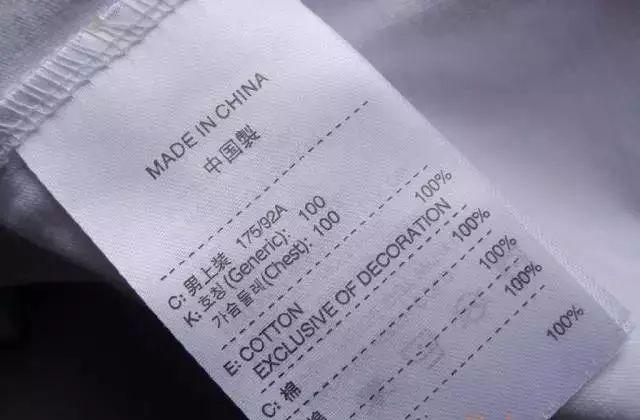 MADE IN CHINA
中国製
C: 男上装 175/92A
K: 호칭(Generic): 100
가슴둘레(Chest): 100
E: COTTON 100%
EXCLUSIVE OF DECORATION
C: 棉 100%
綿 100%
100%
100%